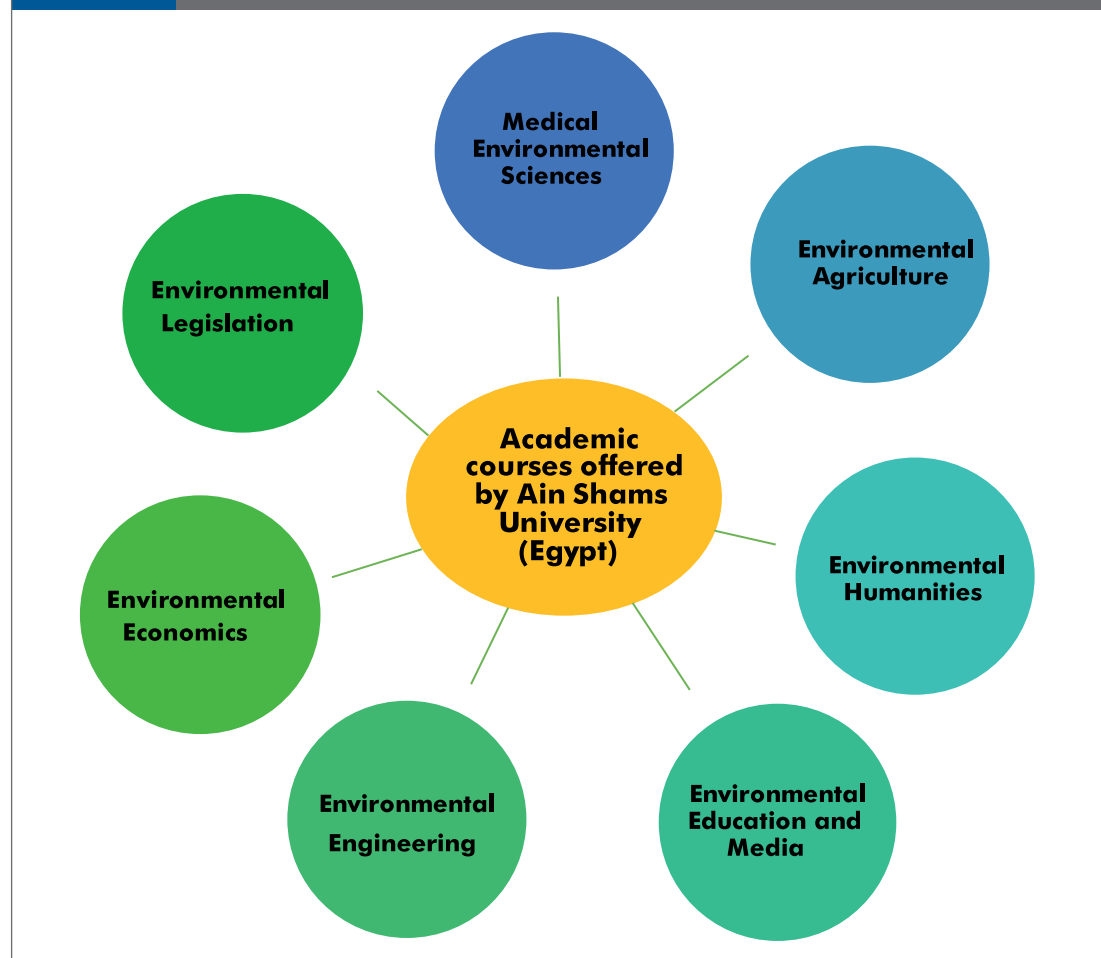 Medical
Environmental
Sciences
Environmental
Agriculture
Environmental
Legislation
Academic
courses offered
by Ain Shams
University
(Egypt)
Environmental
Humanities
Environmental
Economics
Environmental
Engineering
Environmental
Education and
Media